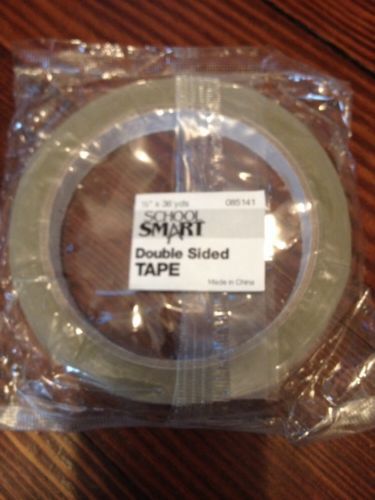 ½" x 36 yds 085141
SCHOOL
SMART
Double Sided
TAPE
Made in China